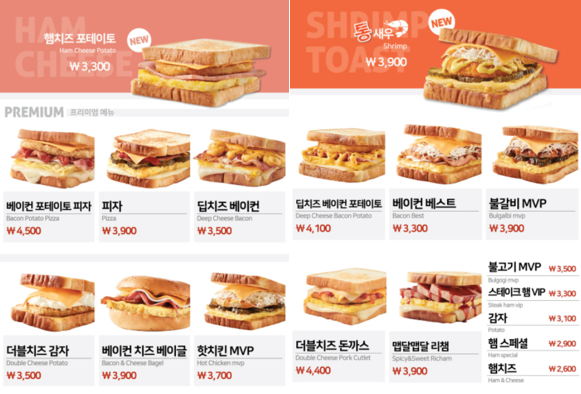 HAM
CHEESE
햄치즈 포테이토
Ham Cheese Potato
₩3,300
NEW
PREMIUM 프리미엄 메뉴
베이컨 포테이토 피자
Bacon Potato Pizza
₩4,500
피자
Pizza
₩3,900
딥치즈 베이컨
Deep Cheese Bacon
₩3,500
더블치즈 감자
Double Cheese Potato
₩3,500
베이컨 치즈 베이글
Bacon & Cheese Bagel
₩3,900
핫치킨 MVP
Hot Chicken mvp
₩3,700
SHRIMP
TOAST
통새우
Shrimp
₩3,900
NEW
딥치즈 베이컨 포테이토
Deep Cheese Bacon Potato
₩4,100
베이컨 베스트
Bacon Best
₩3,300
불갈비 MVP
Bulgalbi mvp
₩3,900
더블치즈 돈까스
Double Cheese Pork Cutlet
₩4,400
맵달맵달 리챔
Spicy&Sweet Richam
₩3,900
불고기 MVP ₩3,500
Bulgogi mvp
스테이크 햄 VIP ₩3,300
Steak ham vip
감자 ₩3,100
Potato
햄 스페셜 ₩2,900
Ham special
햄치즈 ₩2,600
Ham & Cheese